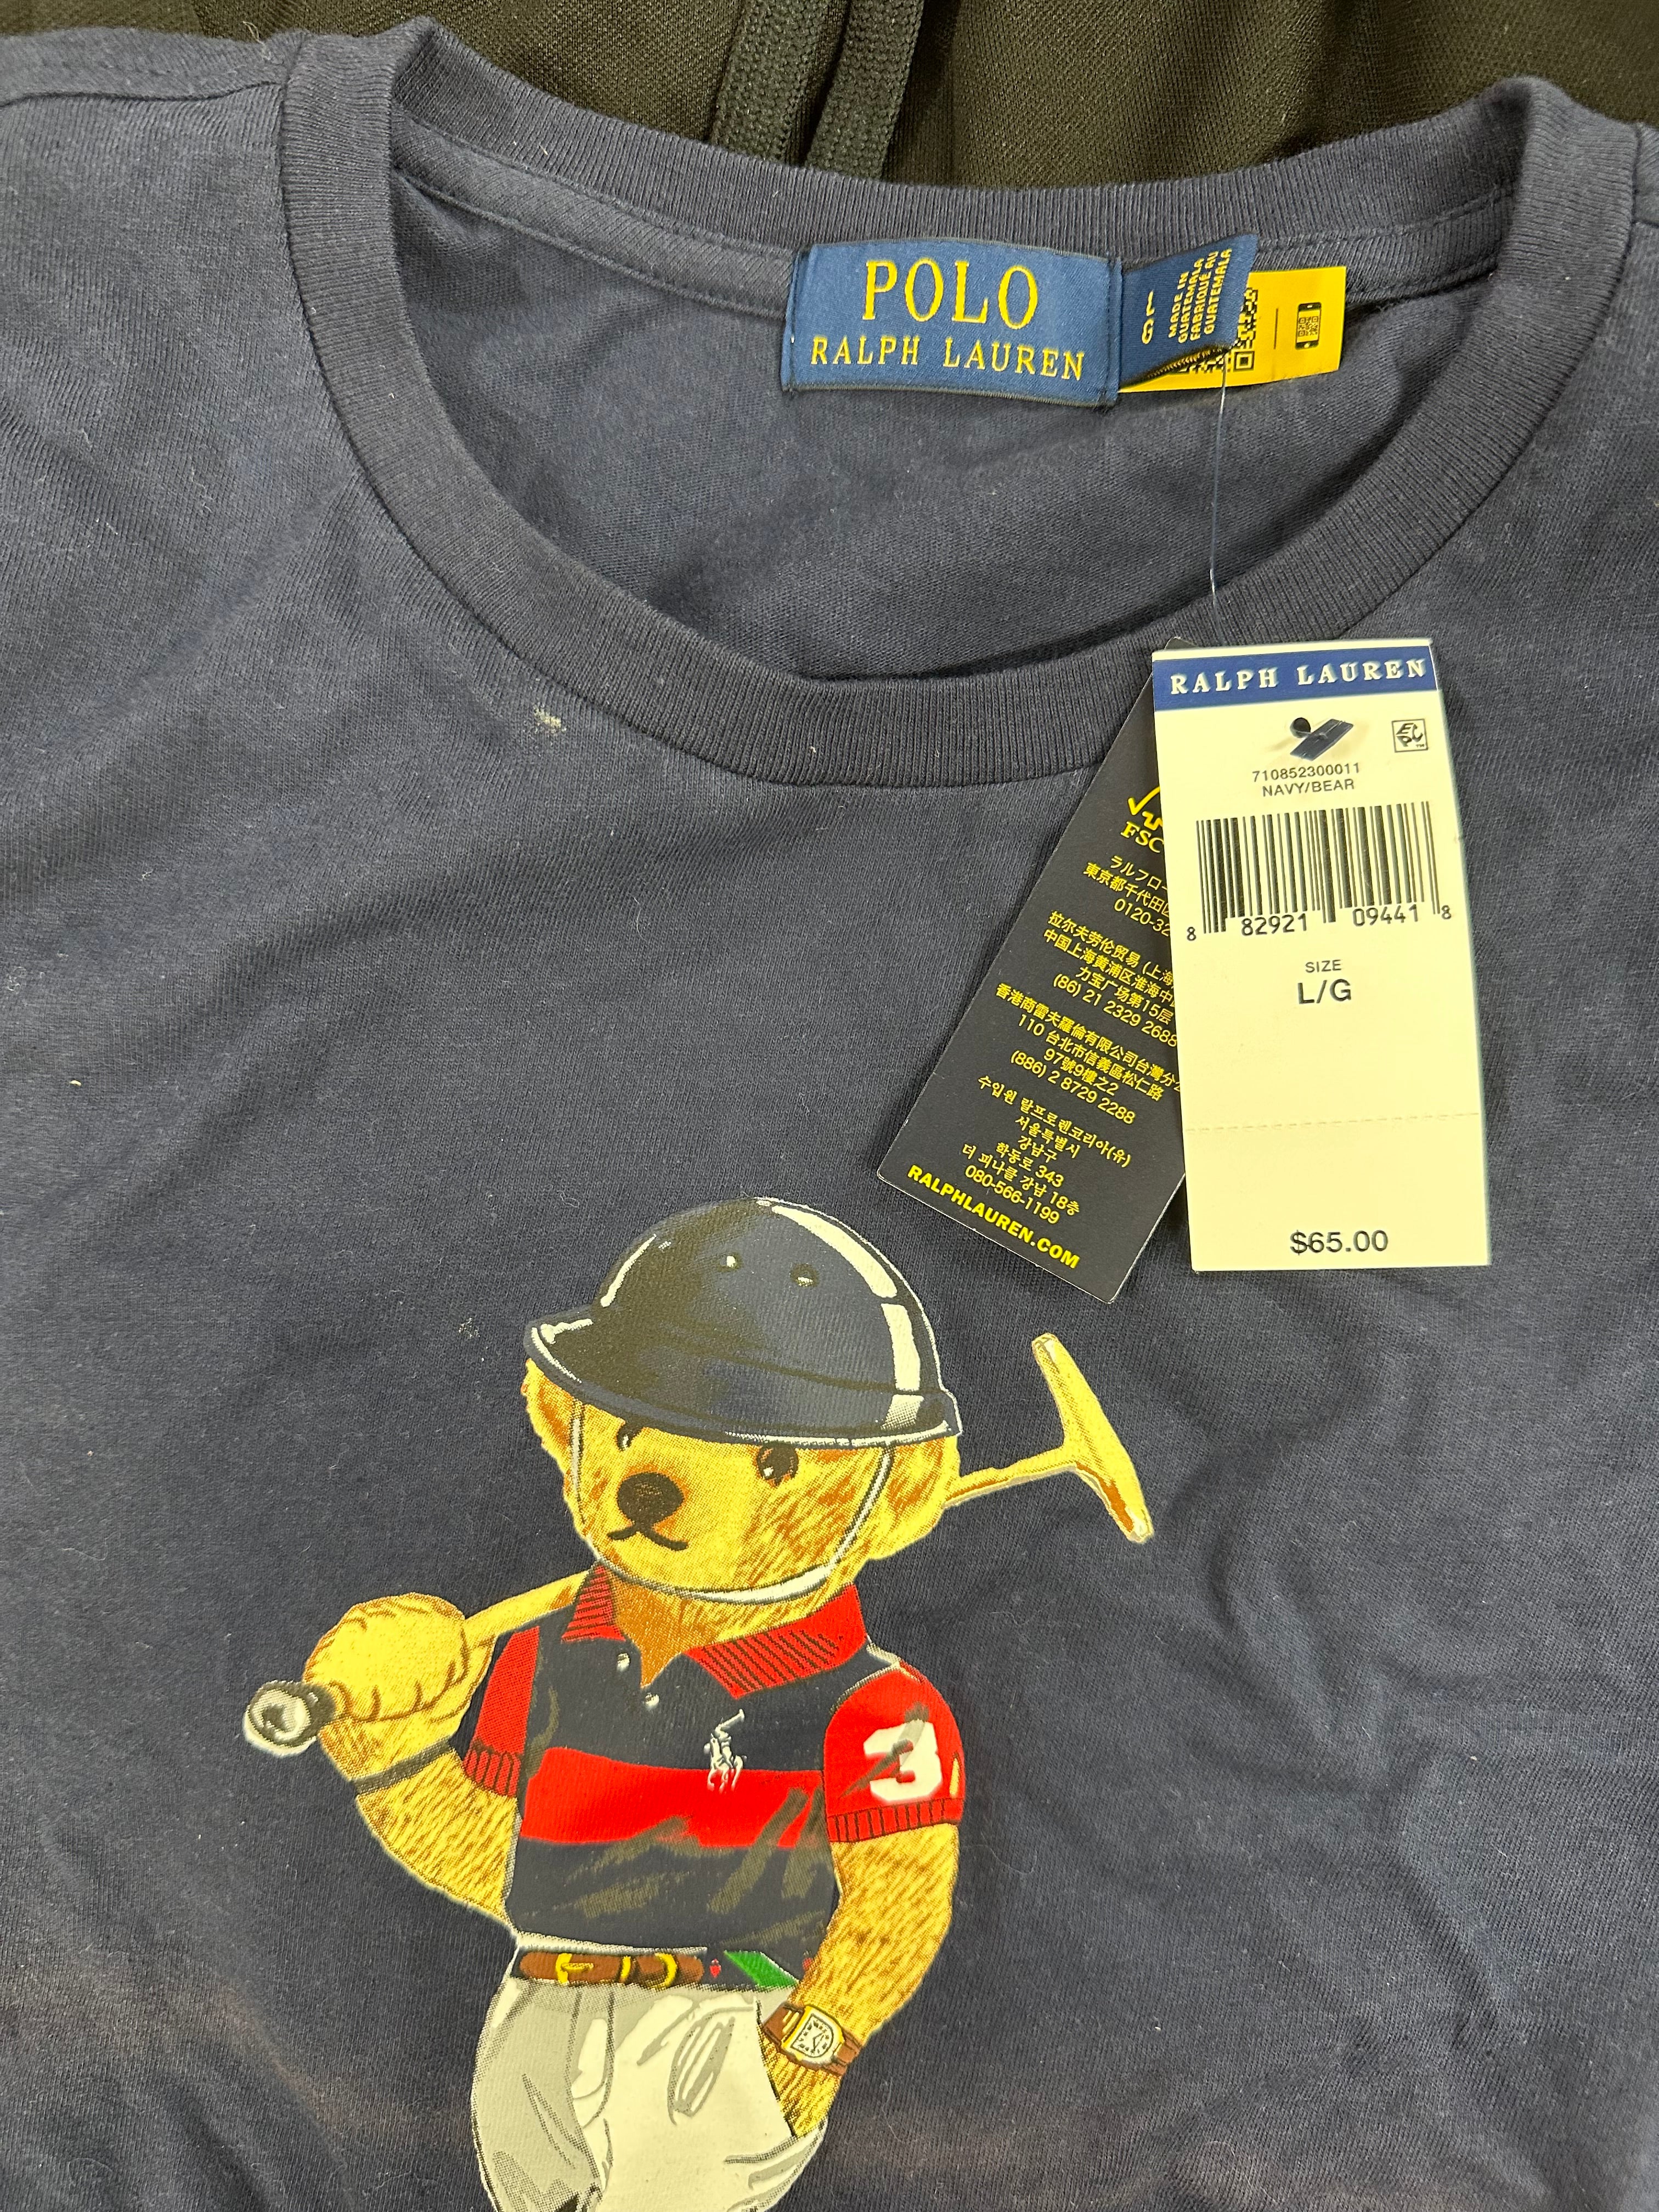 POLO
RALPH LAUREN
L
G
MADE IN
GUATEMALA
FABRIQUÉ AU
GUATEMALA
RALPH LAUREN
710852300011
NAVY/BEAR
8 82921 09441 8
SIZE
L/G
$65.00
FSC
ラルフロー
東京都千代田区
0120-32
拉尔夫劳伦贸易 (上海
中国上海黄浦区淮海中
力宝广场第15层
(86) 21 2329 2688
香港商雷夫羅倫有限公司台灣分
110 台北市信義區松仁路
97號9樓之2
(886) 2 8729 2288
수입원 랄프로렌코리아(유)
서울특별시
강남구
학동로 343
더 피나클 강남 18층
080-566-1199
RALPHLAUREN.COM
3